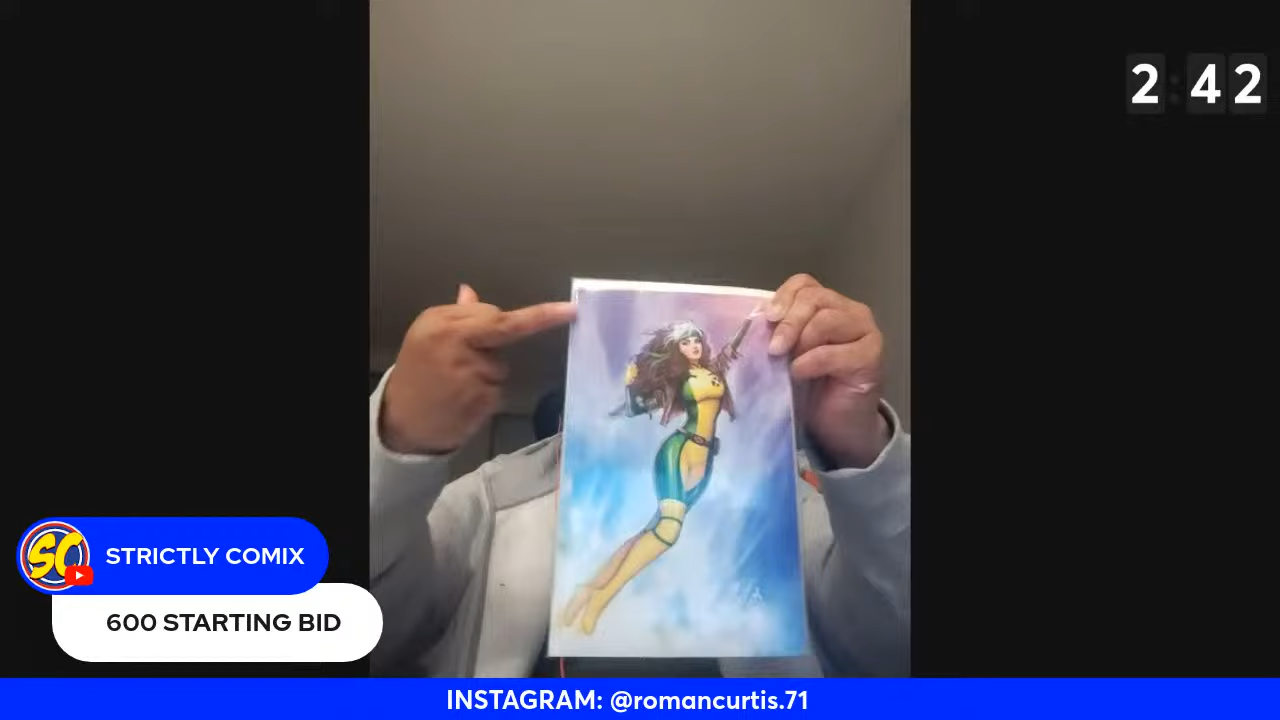 2:42
SC
STRICTLY COMIX
600 STARTING BID
INSTAGRAM: @romancurtis.71